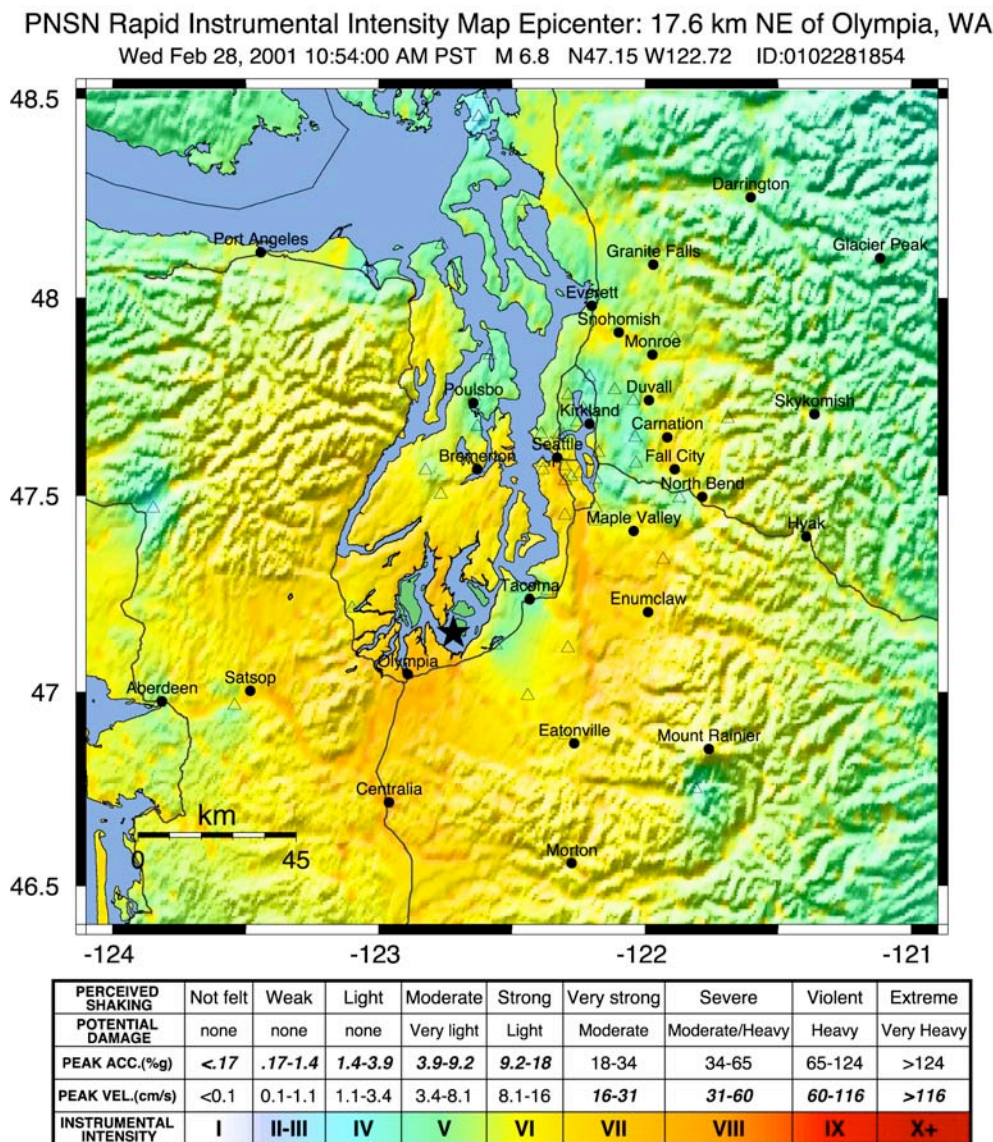 PNSN Rapid Instrumental Intensity Map Epicenter: 17.6 km NE of Olympia, WA
Wed Feb 28, 2001 10:54:00 AM PST M 6.8 N47.15 W122.72 ID:0102281854
48.5
Darrington
Port Angeles
Granite Falls
Glacier Peak
48
Everett
Snohomish
Monroe
Poulsbo
Duvall
Kirkland
Skykomish
Carnation
Seattle
Bremerton
Fall City
North Bend
47.5
Maple Valley
Hyak
Tacoma
Enumclaw
Olympia
47
Satsop
Aberdeen
Eatonville
Mount Rainier
Centralia
km
0 45
Morton
46.5
-124 -123 -122 -121
PERCEIVED SHAKING Not felt Weak Light Moderate Strong Very strong Severe Violent Extreme
POTENTIAL DAMAGE none none none Very light Light Moderate Moderate/Heavy Heavy Very Heavy
PEAK ACC.(%g) <.17 .17-1.4 1.4-3.9 3.9-9.2 9.2-18 18-34 34-65 65-124 >124
PEAK VEL.(cm/s) <0.1 0.1-1.1 1.1-3.4 3.4-8.1 8.1-16 16-31 31-60 60-116 >116
INSTRUMENTAL INTENSITY I II-III IV V VI VII VIII IX X+